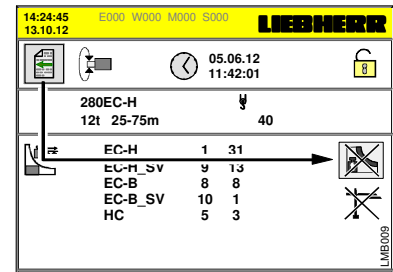 14:24:45 E000 W000 M000 S000 LIEBHERR
13.10.12
05.06.12
11:42:01
8
280EC-H
12t 25-75m 40
EC-H 1 31
EC-H_SV 9 13
EC-B 8 8
EC-B_SV 10 1
HC 5 3
LMB009